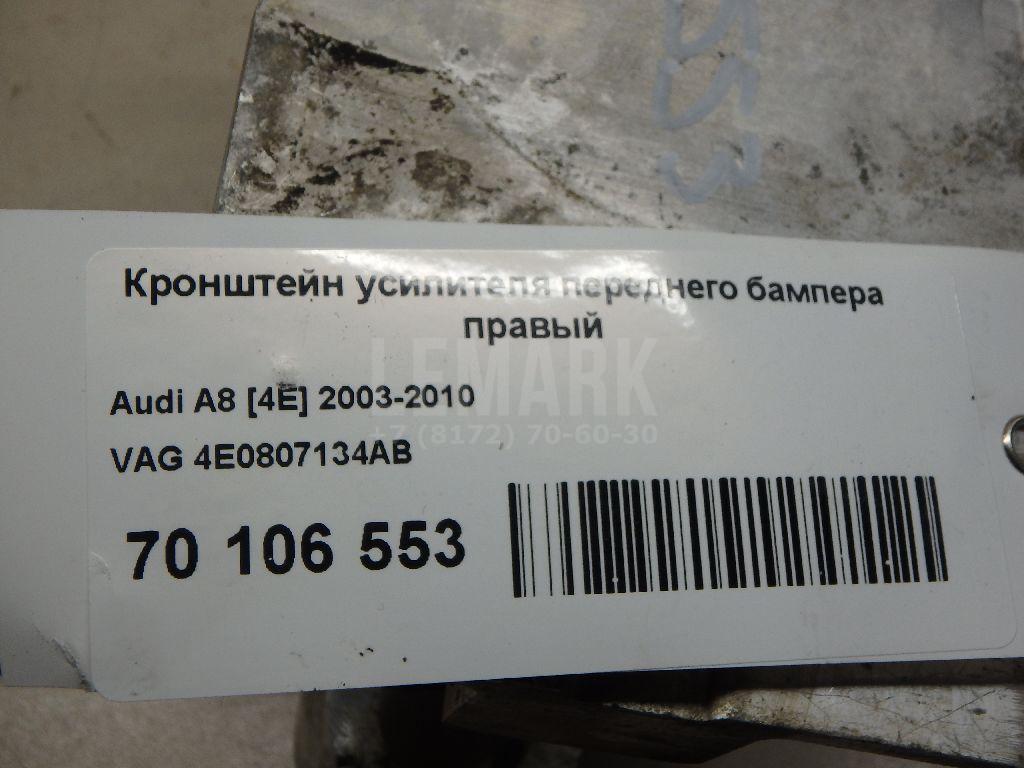 553
Кронштейн усилителя переднего бампера
правый
LEMARK
Audi A8 [4E] 2003-2010
+7 (8172) 70-60-30
VAG 4E0807134AB
70 106 553